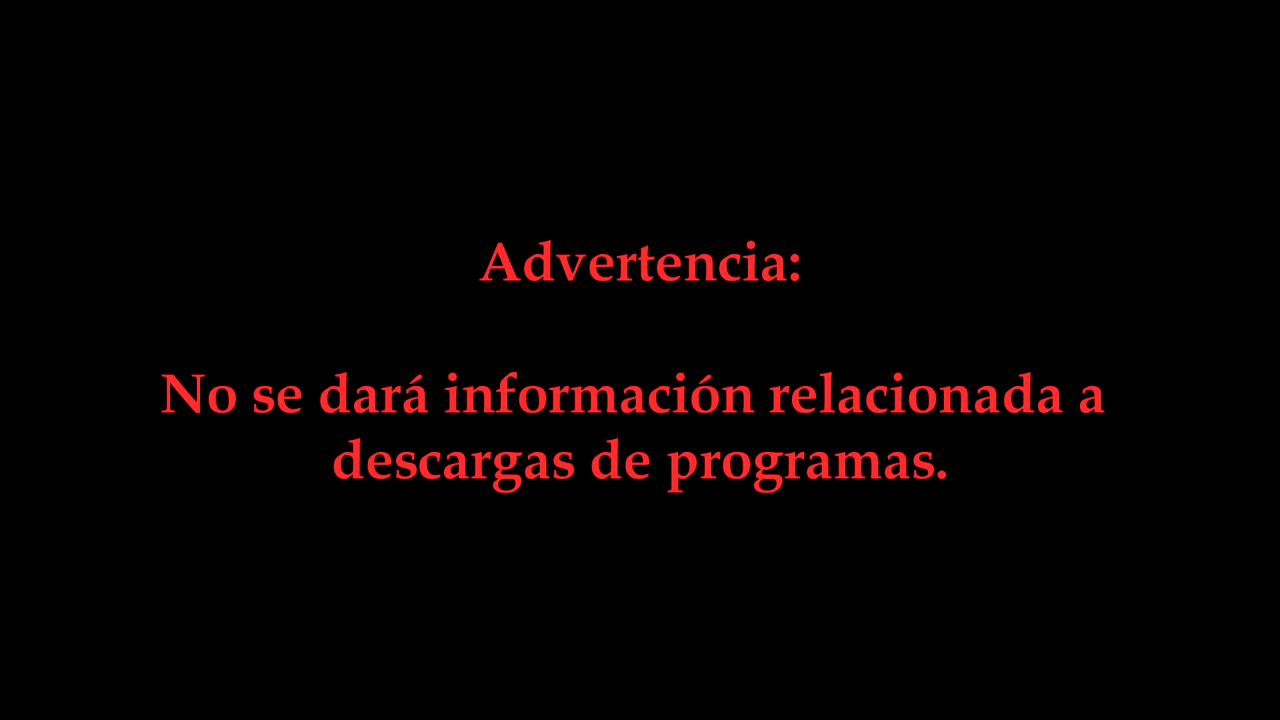 Advertencia:
No se dará información relacionada a
descargas de programas.